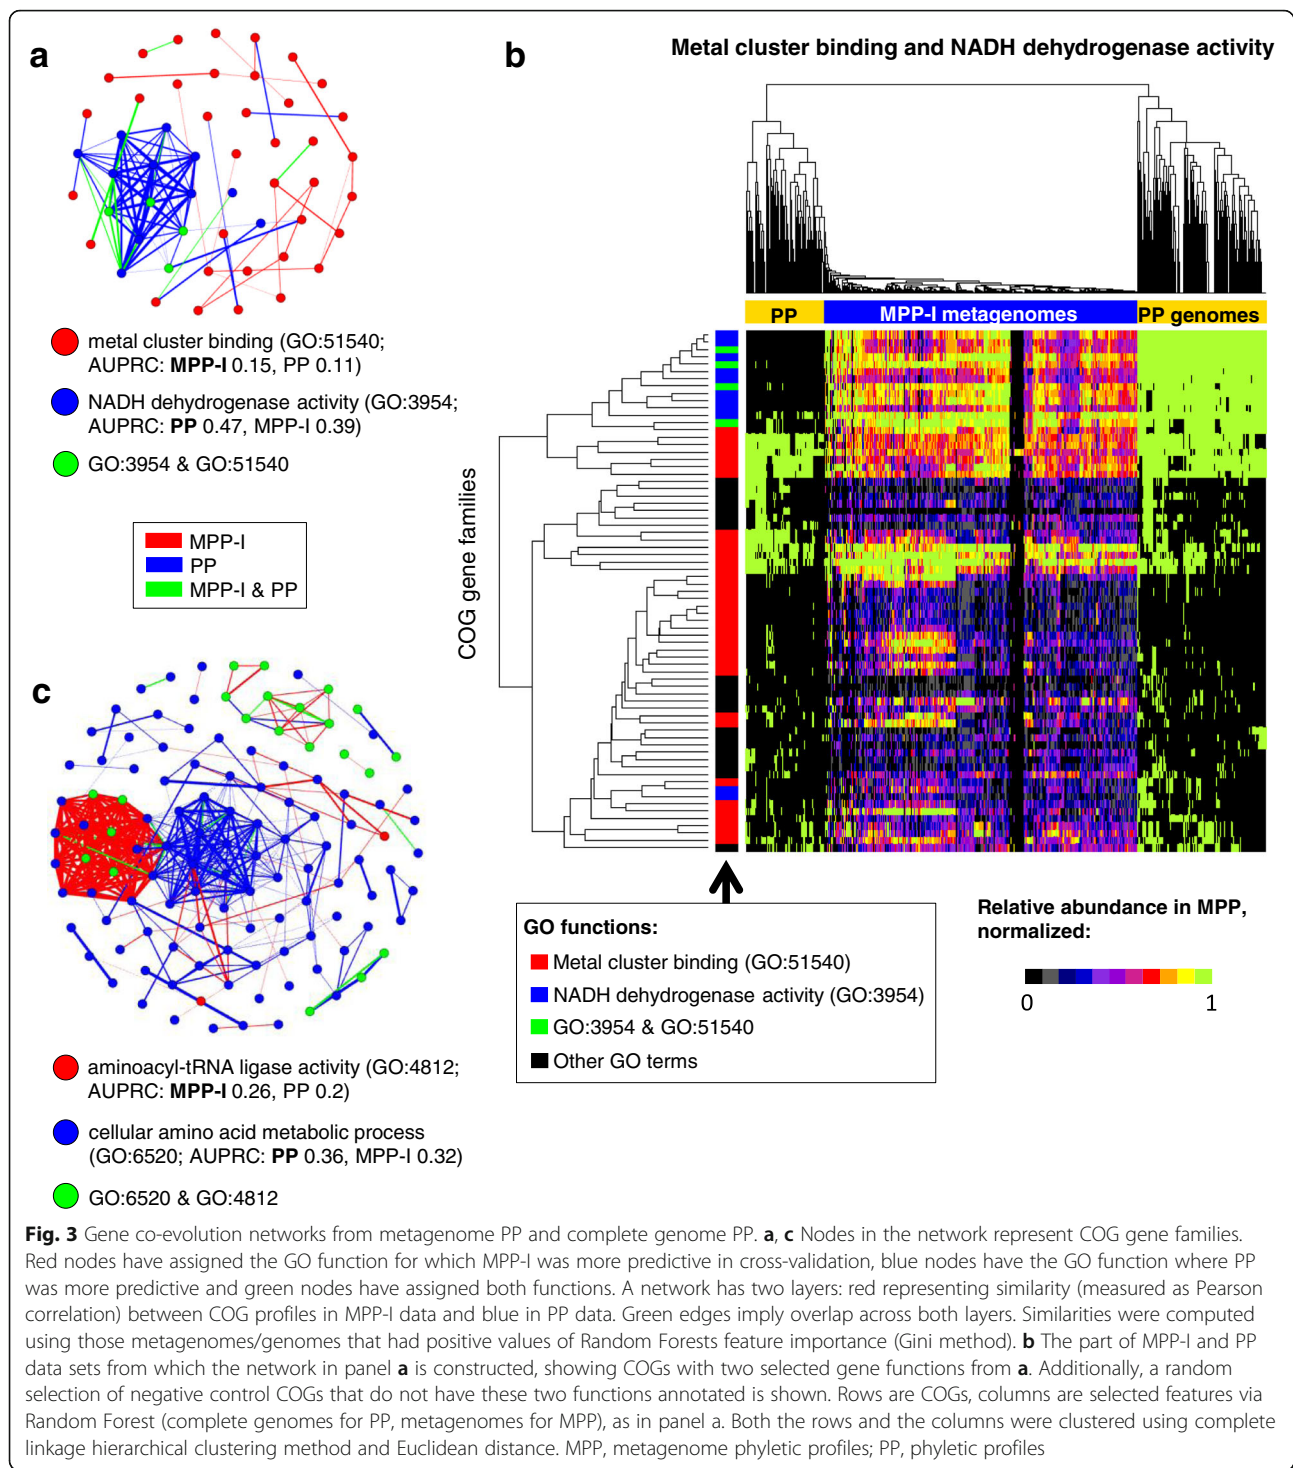 a
b
Metal cluster binding and NADH dehydrogenase activity
PP
MPP-I metagenomes
PP genomes
COG gene families
metal cluster binding (GO:51540;
AUPRC: MPP-I 0.15, PP 0.11)
NADH dehydrogenase activity (GO:3954;
AUPRC: PP 0.47, MPP-I 0.39)
GO:3954 & GO:51540
MPP-I
PP
MPP-I & PP
c
GO functions:
Metal cluster binding (GO:51540)
NADH dehydrogenase activity (GO:3954)
GO:3954 & GO:51540
Other GO terms
Relative abundance in MPP,
normalized:
0 1
aminoacyl-tRNA ligase activity (GO:4812;
AUPRC: MPP-I 0.26, PP 0.2)
cellular amino acid metabolic process
(GO:6520; AUPRC: PP 0.36, MPP-I 0.32)
GO:6520 & GO:4812
Fig. 3 Gene co-evolution networks from metagenome PP and complete genome PP. a, c Nodes in the network represent COG gene families.
Red nodes have assigned the GO function for which MPP-I was more predictive in cross-validation, blue nodes have the GO function where PP
was more predictive and green nodes have assigned both functions. A network has two layers: red representing similarity (measured as Pearson
correlation) between COG profiles in MPP-I data and blue in PP data. Green edges imply overlap across both layers. Similarities were computed
using those metagenomes/genomes that had positive values of Random Forests feature importance (Gini method). b The part of MPP-I and PP
data sets from which the network in panel a is constructed, showing COGs with two selected gene functions from a. Additionally, a random
selection of negative control COGs that do not have these two functions annotated is shown. Rows are COGs, columns are selected features via
Random Forest (complete genomes for PP, metagenomes for MPP), as in panel a. Both the rows and the columns were clustered using complete
linkage hierarchical clustering method and Euclidean distance. MPP, metagenome phyletic profiles; PP, phyletic profiles